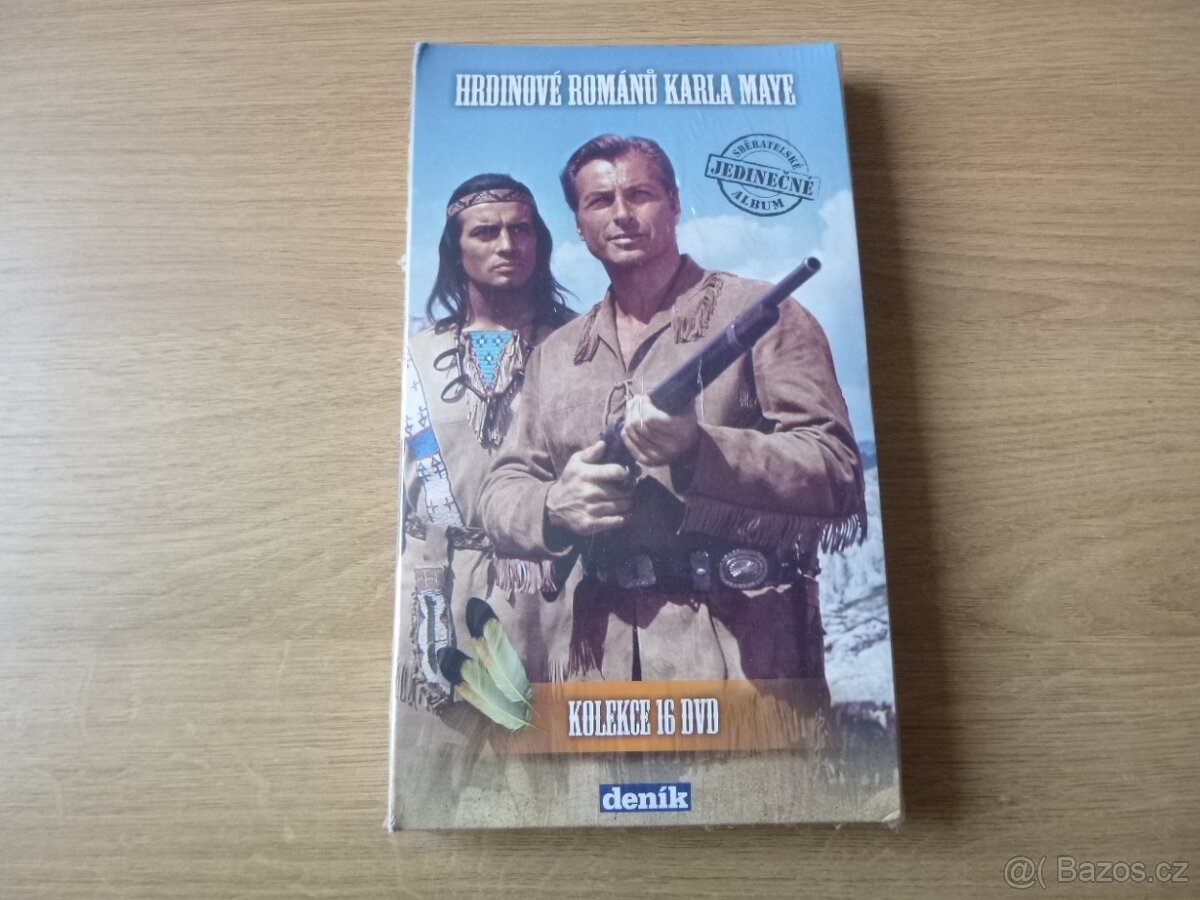 HRDINOVÉ ROMÁNŮ KARLA MAYE
SBĚRATELSKÉ
JEDINEČNÉ
ALBUM
KOLEKCE 16 DVD
deník
@( Bazos.cz